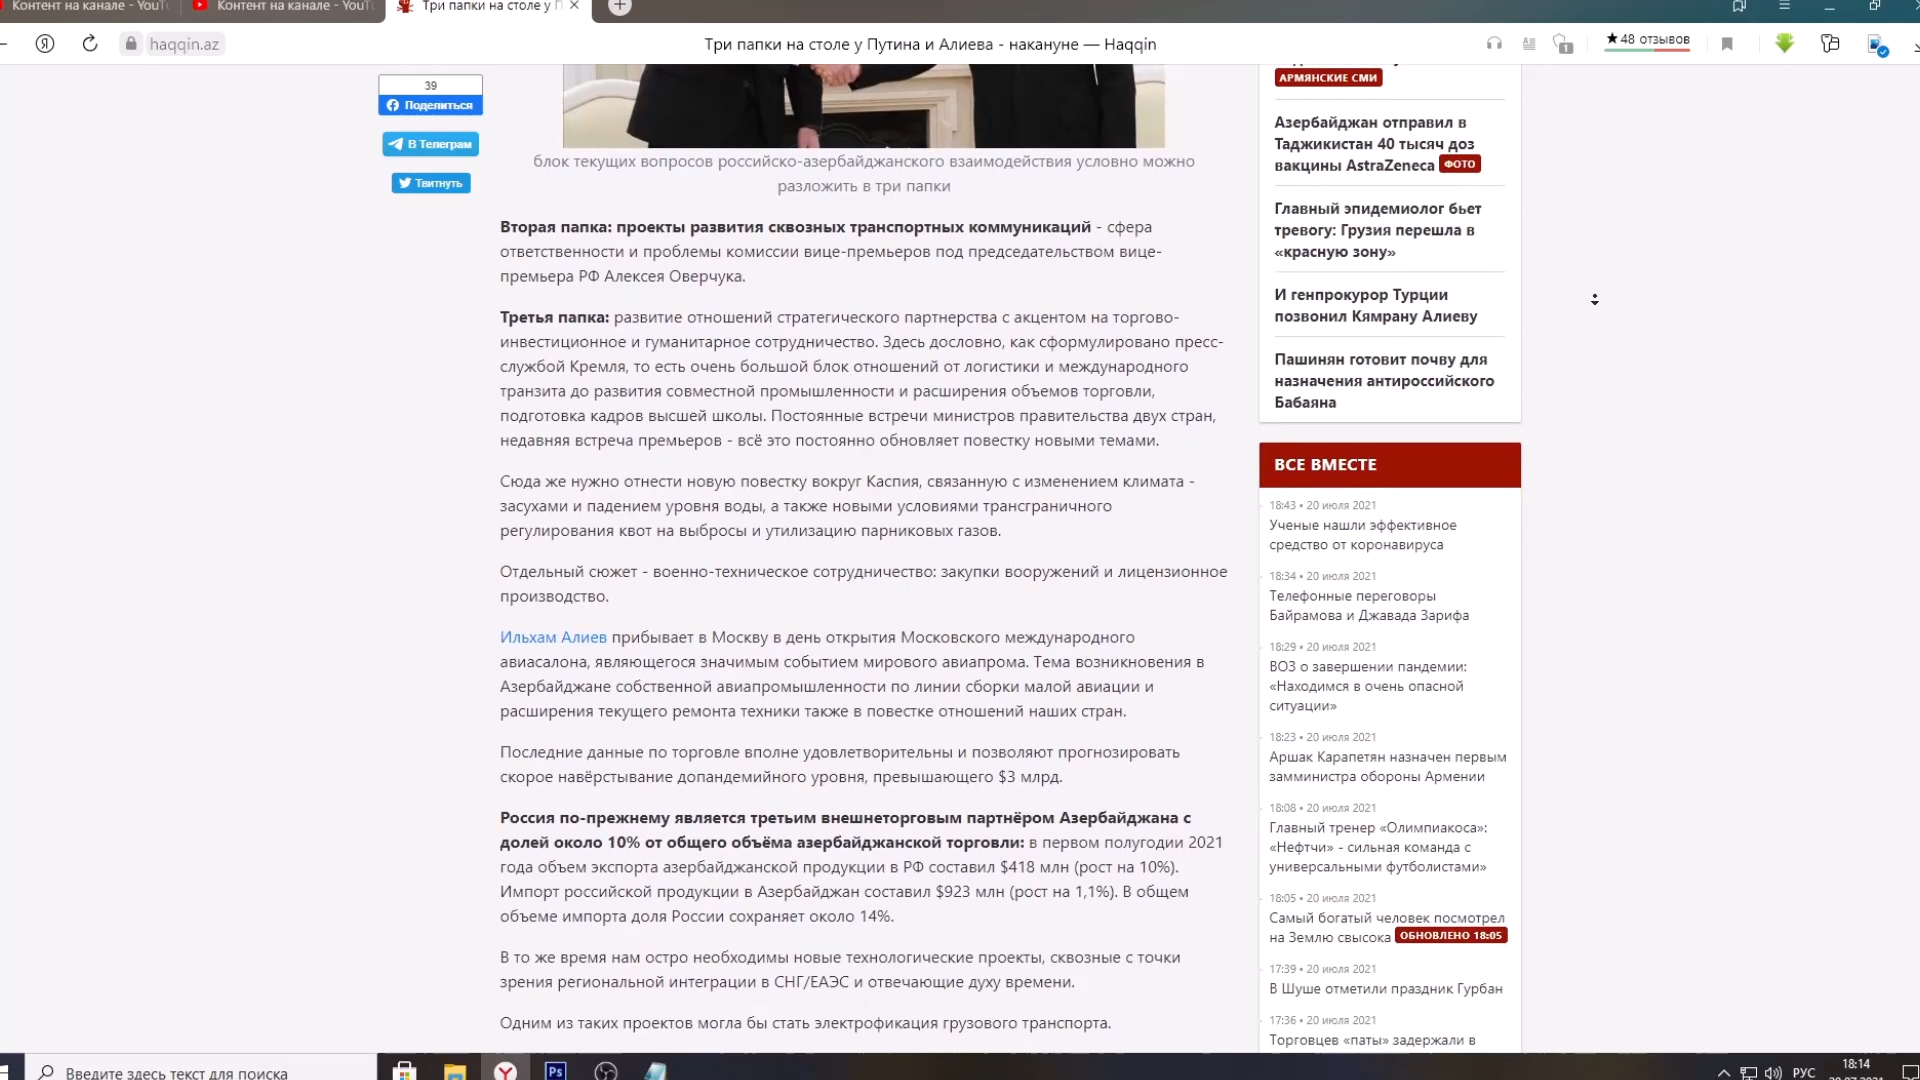 Контент на канале - YouTu
Контент на канале - YouTu
Три папки на столе у П
haqqin.az
Три папки на столе у Путина и Алиева - накануне — Haqqin
★48 отзывов
1
39
Поделиться
В Телеграм
Твитнуть
блок текущих вопросов российско-азербайджанского взаимодействия условно можно
разложить в три папки
Вторая папка: проекты развития сквозных транспортных коммуникаций - сфера
ответственности и проблемы комиссии вице-премьеров под председательством вице-
премьера РФ Алексея Оверчука.
Третья папка: развитие отношений стратегического партнерства с акцентом на торгово-
инвестиционное и гуманитарное сотрудничество. Здесь дословно, как сформулировано пресс-
службой Кремля, то есть очень большой блок отношений от логистики и международного
транзита до развития совместной промышленности и расширения объемов торговли,
подготовка кадров высшей школы. Постоянные встречи министров правительства двух стран,
недавняя встреча премьеров - всё это постоянно обновляет повестку новыми темами.
Сюда же нужно отнести новую повестку вокруг Каспия, связанную с изменением климата -
засухами и падением уровня воды, а также новыми условиями трансграничного
регулирования квот на выбросы и утилизацию парниковых газов.
Отдельный сюжет - военно-техническое сотрудничество: закупки вооружений и лицензионное
производство.
Ильхам Алиев прибывает в Москву в день открытия Московского международного
авиасалона, являющегося значимым событием мирового авиапрома. Тема возникновения в
Азербайджане собственной авиапромышленности по линии сборки малой авиации и
расширения текущего ремонта техники также в повестке отношений наших стран.
Последние данные по торговле вполне удовлетворительны и позволяют прогнозировать
скорое навёрстывание допандемийного уровня, превышающего $3 млрд.
Россия по-прежнему является третьим внешнеторговым партнёром Азербайджана с
долей около 10% от общего объёма азербайджанской торговли: в первом полугодии 2021
года объем экспорта азербайджанской продукции в РФ составил $418 млн (рост на 10%).
Импорт российской продукции в Азербайджан составил $923 млн (рост на 1,1%). В общем
объеме импорта доля России сохраняет около 14%.
В то же время нам остро необходимы новые технологические проекты, сквозные с точки
зрения региональной интеграции в СНГ/ЕАЭС и отвечающие духу времени.
Одним из таких проектов могла бы стать электрофикация грузового транспорта.
АРМЯНСКИЕ СМИ
Азербайджан отправил в
Таджикистан 40 тысяч доз
вакцины AstraZeneca ФОТО
Главный эпидемиолог бьет
тревогу: Грузия перешла в
«красную зону»
И генпрокурор Турции
позвонил Кямрану Алиеву
Пашинян готовит почву для
назначения антироссийского
Бабаяна
ВСЕ ВМЕСТЕ
18:43 • 20 июля 2021
Ученые нашли эффективное
средство от коронавируса
18:34 • 20 июля 2021
Телефонные переговоры
Байрамова и Джавада Зарифа
18:29 • 20 июля 2021
ВОЗ о завершении пандемии:
«Находимся в очень опасной
ситуации»
18:23 • 20 июля 2021
Аршак Карапетян назначен первым
замминистра обороны Армении
18:08 • 20 июля 2021
Главный тренер «Олимпиакоса»:
«Нефтчи» - сильная команда с
универсальными футболистами»
18:05 • 20 июля 2021
Самый богатый человек посмотрел
на Землю свысока ОБНОВЛЕНО 18:05
17:39 • 20 июля 2021
В Шуше отметили праздник Гурбан
17:36 • 20 июля 2021
Торговцев «паты» задержали в
Введите здесь текст для поиска
Ps
РУС
18:14